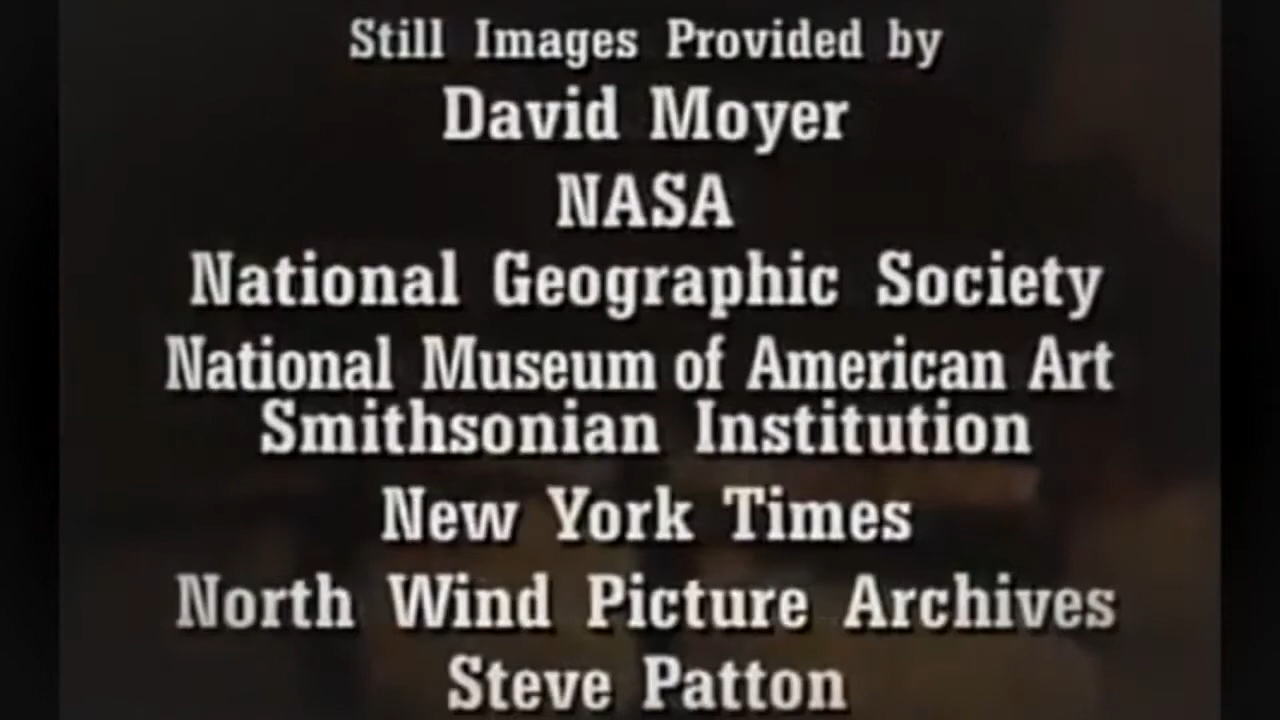 Still Images Provided by
David Moyer
NASA
National Geographic Society
National Museum of American Art
Smithsonian Institution
New York Times
North Wind Picture Archives
Steve Patton